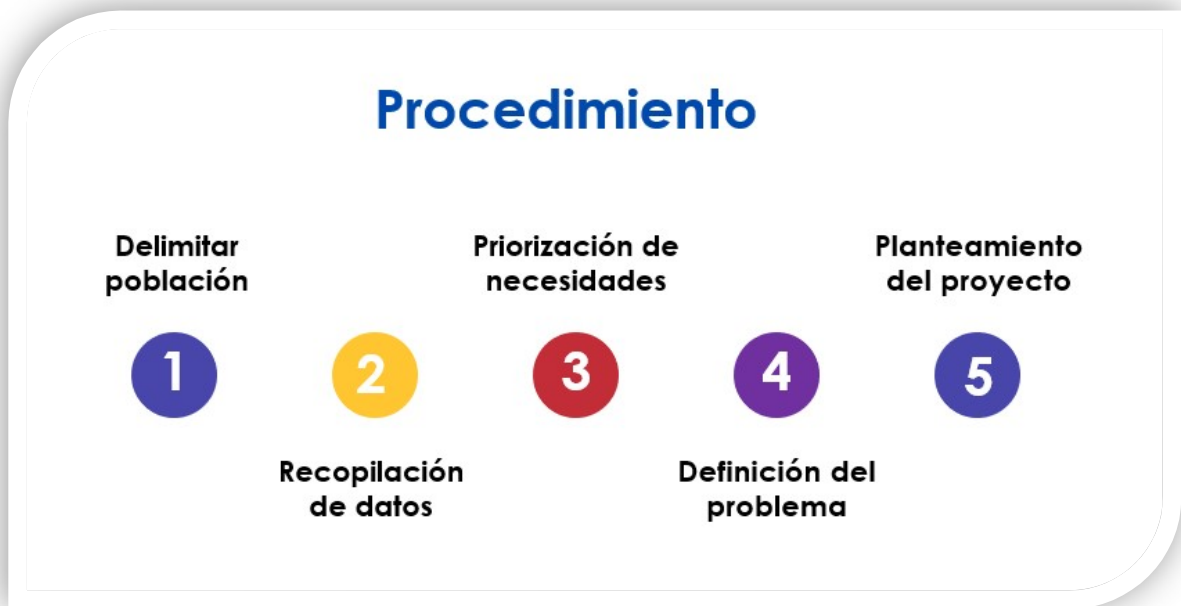 Procedimiento
Delimitar
población
1
2
Recopilación
de datos
Priorización de
necesidades
3
4
Definición del
problema
Planteamiento
del proyecto
5